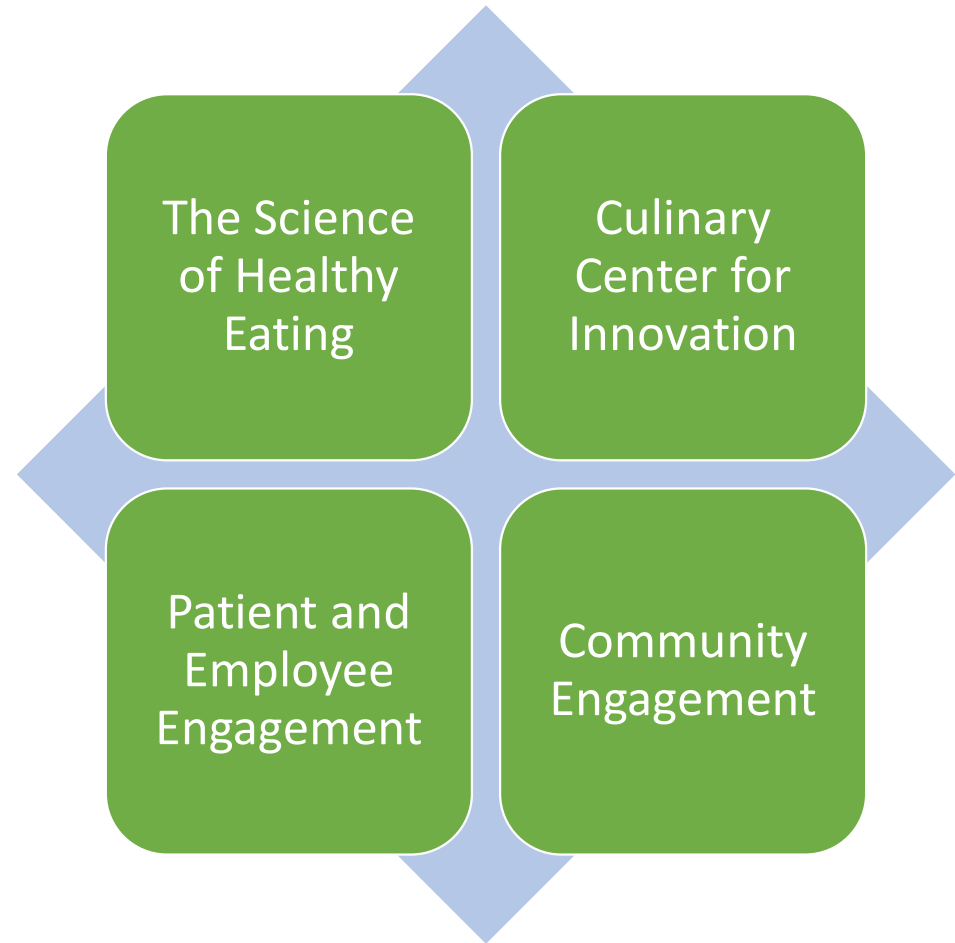 The Science
of Healthy
Eating
Culinary
Center for
Innovation
Patient and
Employee
Engagement
Community
Engagement